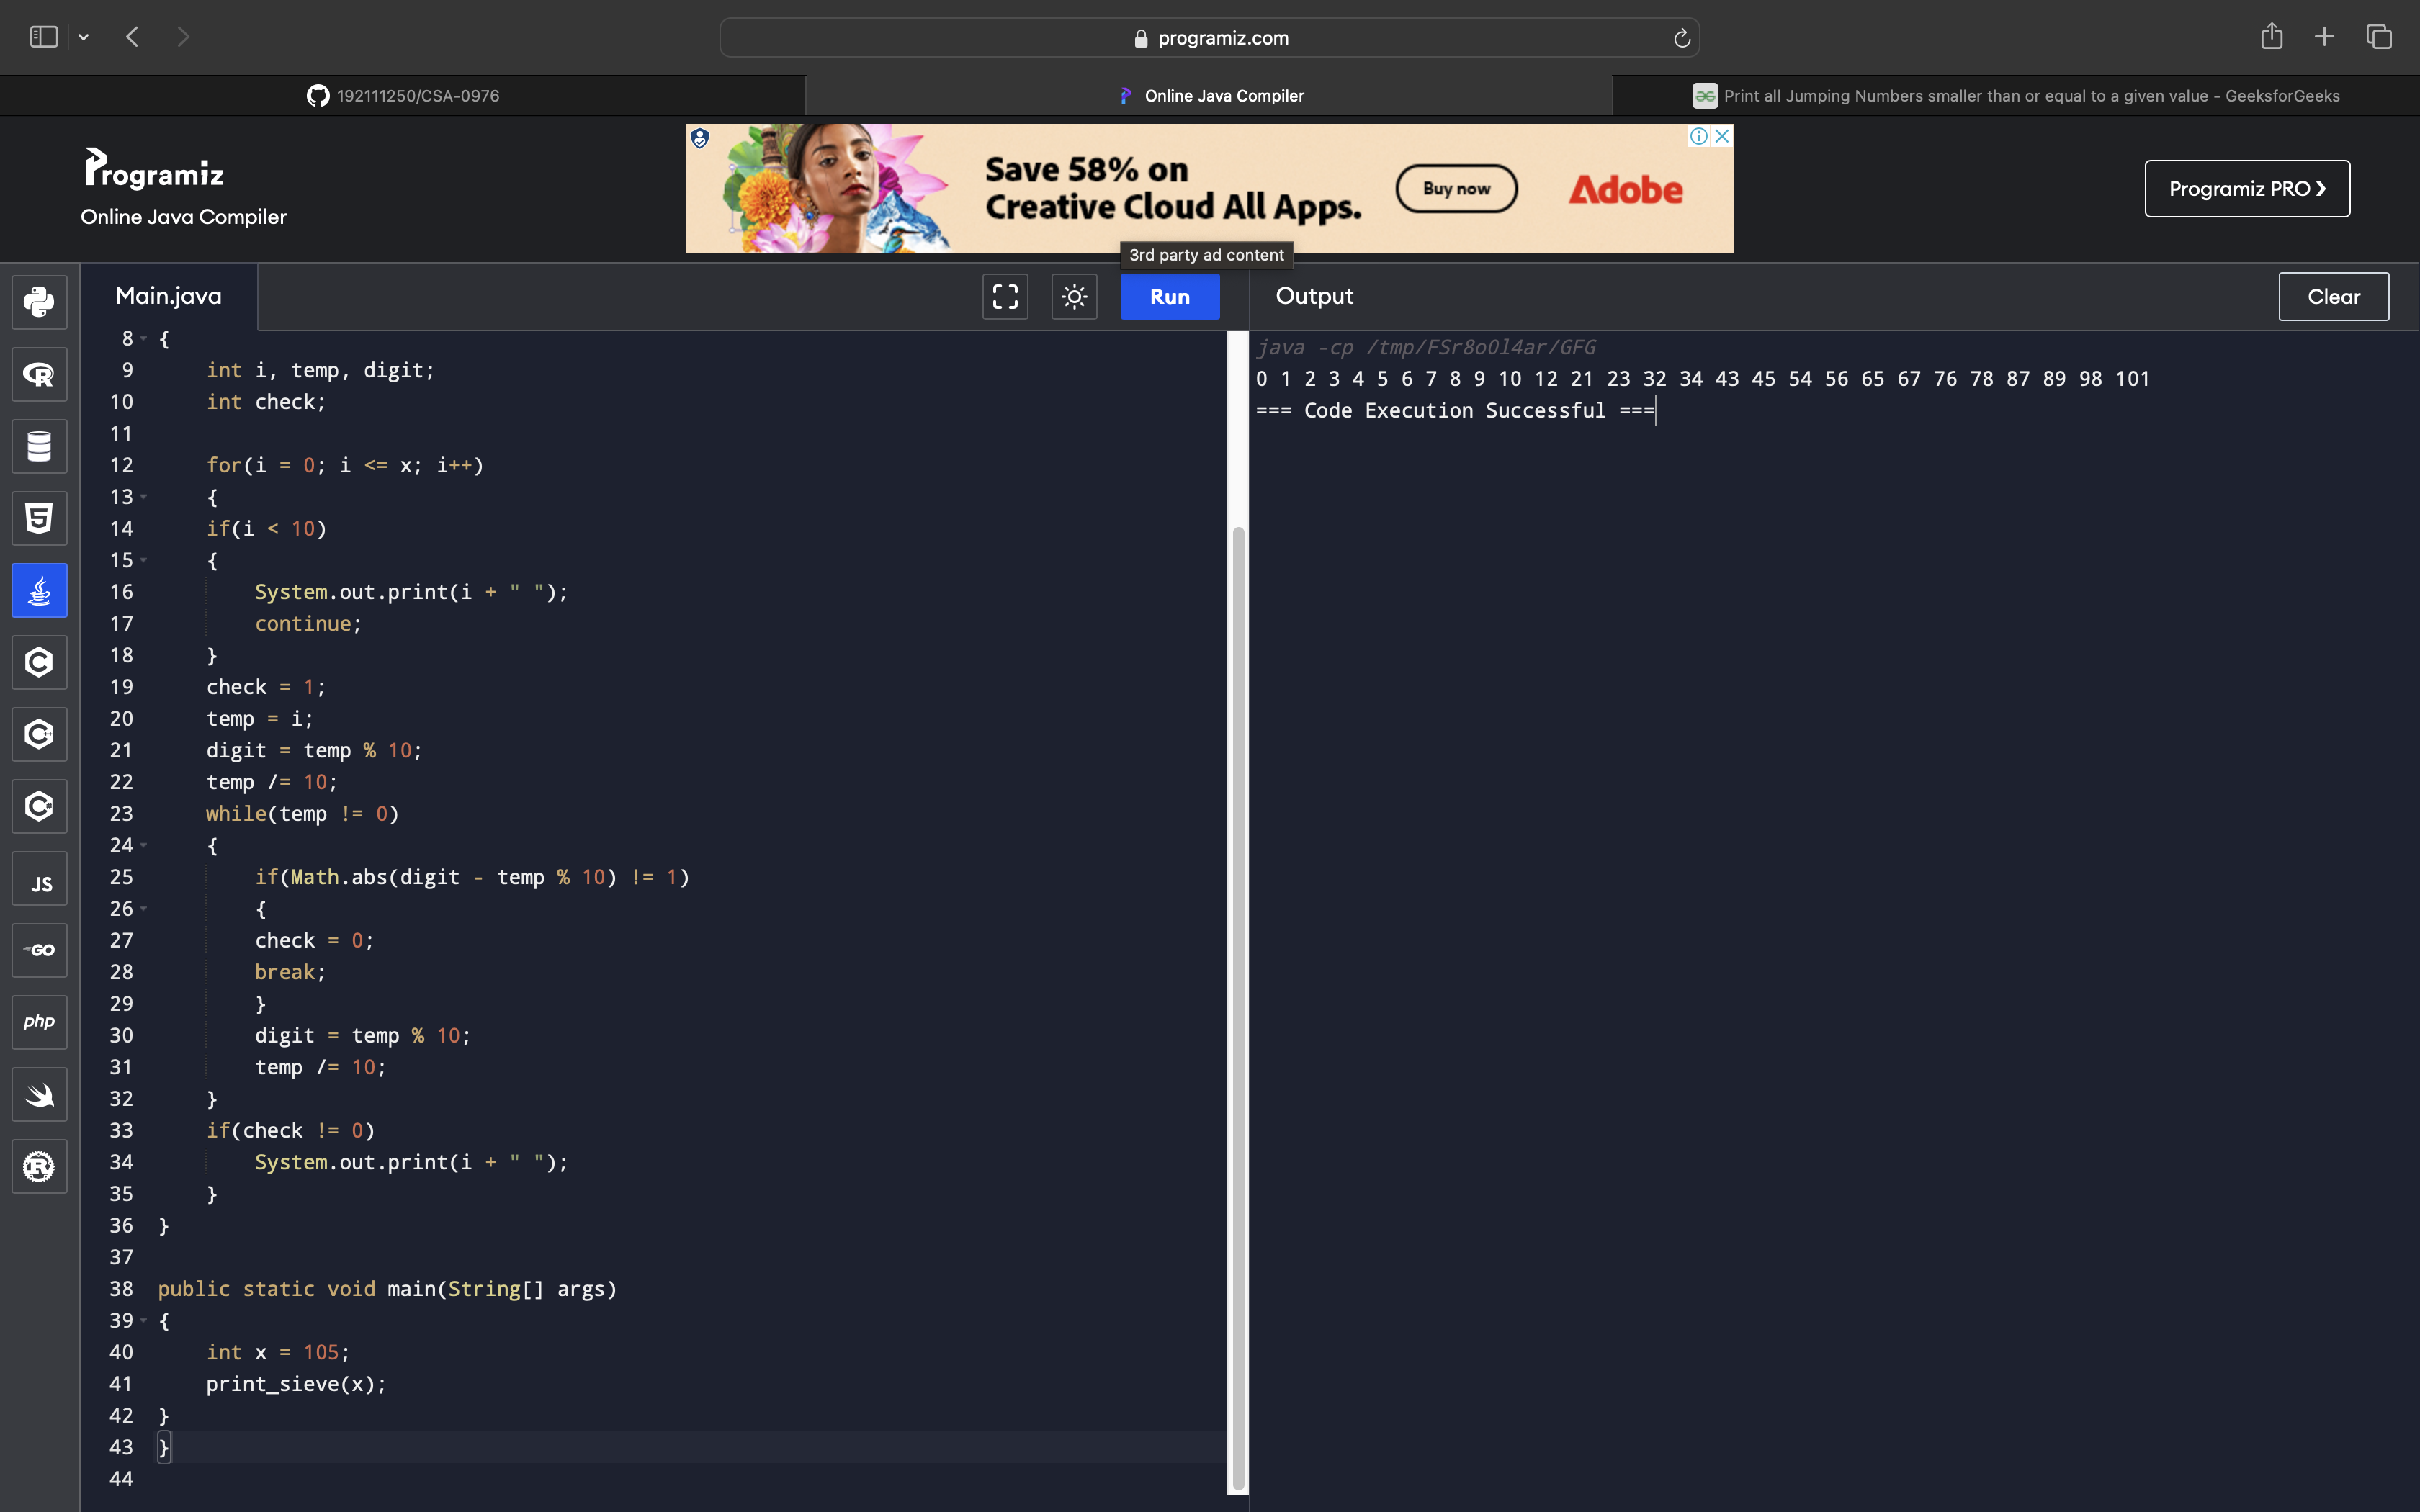 programiz.com
192111250/CSA-0976
Online Java Compiler
Print all Jumping Numbers smaller than or equal to a given value - GeeksforGeeks
Programiz
Online Java Compiler
Save 58% on
Creative Cloud All Apps.
Buy now
Adobe
Programiz PRO ❯
3rd party ad content
Main.java
Run
Output
Clear
8 {
9     int i, temp, digit;
10     int check;
11
12     for(i = 0; i <= x; i++)
13     {
14     if(i < 10)
15     {
16         System.out.print(i + " ");
17         continue;
18     }
19     check = 1;
20     temp = i;
21     digit = temp % 10;
22     temp /= 10;
23     while(temp != 0)
24     {
25         if(Math.abs(digit - temp % 10) != 1)
26         {
27         check = 0;
28         break;
29         }
30         digit = temp % 10;
31         temp /= 10;
32     }
33     if(check != 0)
34         System.out.print(i + " ");
35     }
36 }
37
38 public static void main(String[] args)
39 {
40     int x = 105;
41     print_sieve(x);
42 }
43 }
44
java -cp /tmp/FSr8oOl4ar/GFG
0 1 2 3 4 5 6 7 8 9 10 12 21 23 32 34 43 45 54 56 65 67 76 78 87 89 98 101
=== Code Execution Successful ===
R
5
C
C
C
JS
GO
php
R